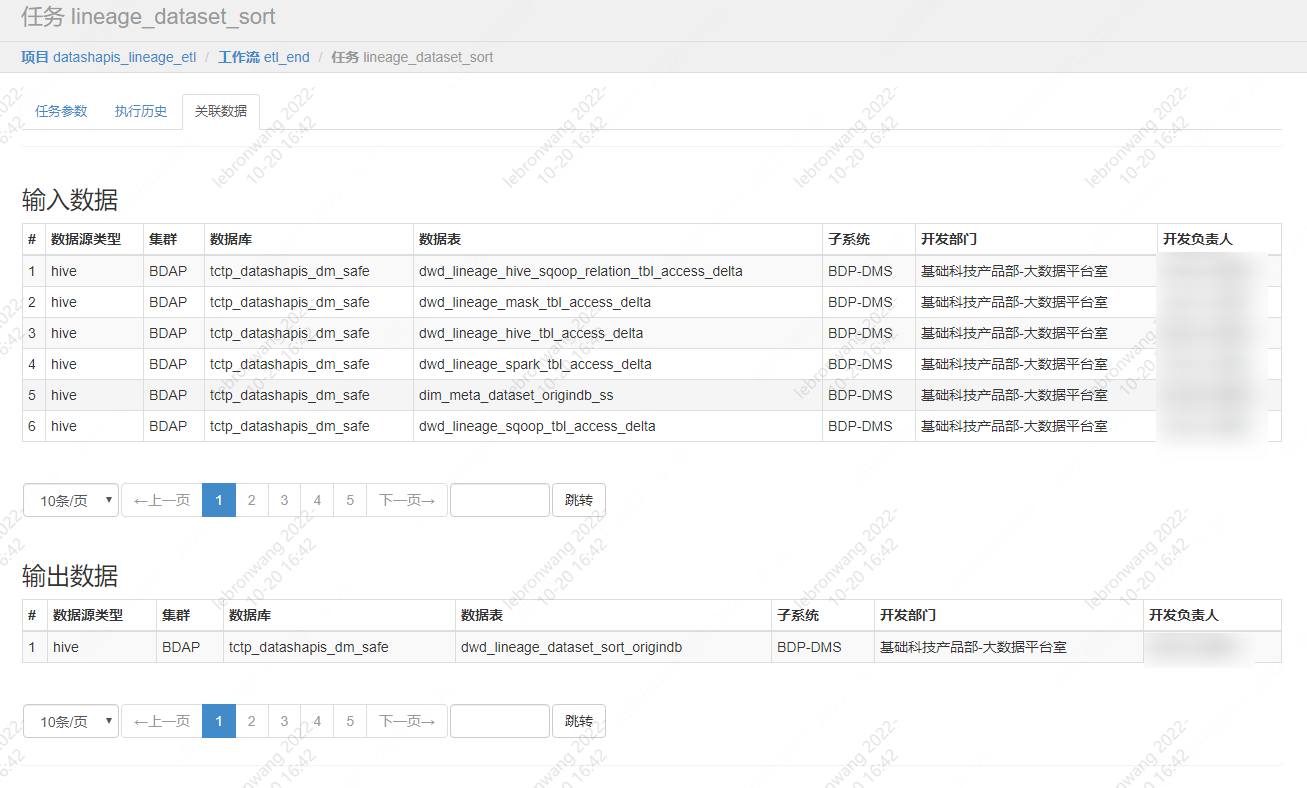 任务 lineage_dataset_sort
项目 datashapis_lineage_etl / 工作流 etl_end / 任务 lineage_dataset_sort
任务参数 执行历史 关联数据
输入数据
# 数据源类型 集群 数据库 数据表 子系统 开发部门 开发负责人
1 hive BDAP tctp_datashapis_dm_safe dwd_lineage_hive_sqoop_relation_tbl_access_delta BDP-DMS 基础科技产品部-大数据平台室
2 hive BDAP tctp_datashapis_dm_safe dwd_lineage_mask_tbl_access_delta BDP-DMS 基础科技产品部-大数据平台室
3 hive BDAP tctp_datashapis_dm_safe dwd_lineage_hive_tbl_access_delta BDP-DMS 基础科技产品部-大数据平台室
4 hive BDAP tctp_datashapis_dm_safe dwd_lineage_spark_tbl_access_delta BDP-DMS 基础科技产品部-大数据平台室
5 hive BDAP tctp_datashapis_dm_safe dim_meta_dataset_origindb_ss BDP-DMS 基础科技产品部-大数据平台室
6 hive BDAP tctp_datashapis_dm_safe dwd_lineage_sqoop_tbl_access_delta BDP-DMS 基础科技产品部-大数据平台室
10条/页 ←上一页 1 2 3 4 5 下一页→ 跳转
输出数据
# 数据源类型 集群 数据库 数据表 子系统 开发部门 开发负责人
1 hive BDAP tctp_datashapis_dm_safe dwd_lineage_dataset_sort_origindb BDP-DMS 基础科技产品部-大数据平台室
10条/页 ←上一页 1 2 3 4 5 下一页→ 跳转
lebronwang 2022-
10-20 16:42